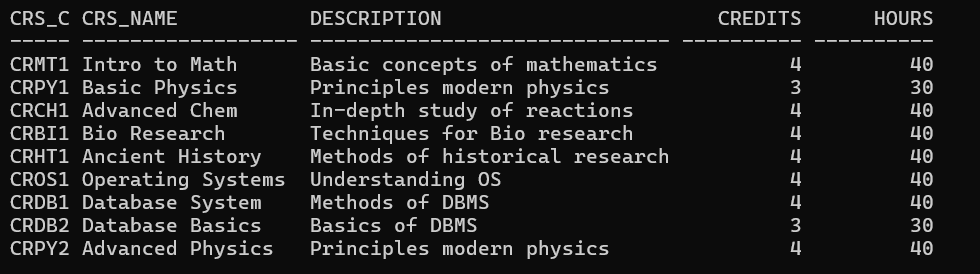 CRS_C CRS_NAME           DESCRIPTION                       CREDITS      HOURS
----- ------------------ ------------------------------ ---------- ----------
CRMT1 Intro to Math      Basic concepts of mathematics           4         40
CRPY1 Basic Physics      Principles modern physics               3         30
CRCH1 Advanced Chem      In-depth study of reactions             4         40
CRBI1 Bio Research       Techniques for Bio research             4         40
CRHT1 Ancient History    Methods of historical research          4         40
CROS1 Operating Systems  Understanding OS                        4         40
CRDB1 Database System    Methods of DBMS                         4         40
CRDB2 Database Basics    Basics of DBMS                          3         30
CRPY2 Advanced Physics   Principles modern physics               4         40